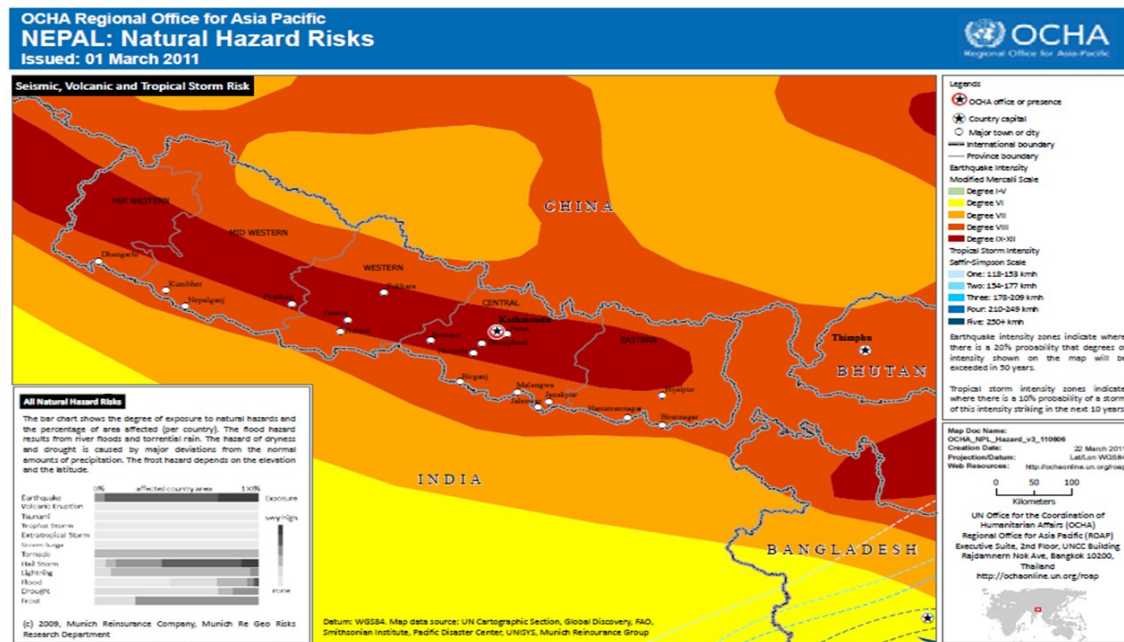 OCHA Regional Office for Asia Pacific
NEPAL: Natural Hazard Risks
Issued: 01 March 2011
OCHA
Regional Office for Asia-Pacific
Seismic, Volcanic and Tropical Storm Risk
FAR WESTERN
MID WESTERN
WESTERN
CENTRAL
EASTERN
CHINA
INDIA
BHUTAN
BANGLADESH
Dhangarhi
Nepalganj
Pokhara
Kathmandu
Birganj
Malangwa
Jaleswar
Janakpur
Hanumannagar
Biratnagar
Thimphu
Legends
OCHA office or presence
Country capital
Major town or city
International boundary
Province boundary
Earthquake Intensity
Modified Mercalli Scale
Degree I-V
Degree VI
Degree VII
Degree VIII
Degree IX-XII
Tropical Storm Intensity
Saffir-Simpson Scale
One: 118-153 kmh
Two: 154-177 kmh
Three: 178-209 kmh
Four: 210-249 kmh
Five: 250+ kmh
Earthquake intensity zones indicate where
there is a 20% probability that degrees of
intensity shown on the map will be
exceeded in 50 years.
Tropical storm intensity zones indicate
where there is a 10% probability of a storm
of this intensity striking in the next 10 years.
Map Doc Name:
OCHA_NPL_Hazard_v3_110606
Creation Date: 22 March 2011
Projection/Datum: Lat/Lon WGS84
Web Resources: http://ochaonline.un.org/roap
0 50 100
Kilometers
UN Office for the Coordination of
Humanitarian Affairs (OCHA)
Regional Office for Asia Pacific (ROAP)
Executive Suite, 2nd Floor, UNCC Building
Rajdamnern Nok Ave, Bangkok 10200,
Thailand
http://ochaonline.un.org/roap
All Natural Hazard Risks
The bar chart shows the degree of exposure to natural hazards and
the percentage of area affected (per country). The flood hazard
results from river floods and torrential rain. The hazard of dryness
and drought is caused by major deviations from the normal
amounts of precipitation. The frost hazard depends on the elevation
and the latitude.
0% affected country area 100%
Exposure
very high
none
Earthquake
Volcanic Eruption
Tsunami
Tropical Storm
Extratropical Storm
Storm Surge
Tornado
Hail Storm
Lightning
Flood
Drought
Frost
(c) 2009, Munich Reinsurance Company, Munich Re Geo Risks
Research Department
Datum: WGS84. Map data source: UN Cartographic Section, Global Discovery, FAO,
Smithsonian Institute, Pacific Disaster Center, UNISYS, Munich Reinsurance Group